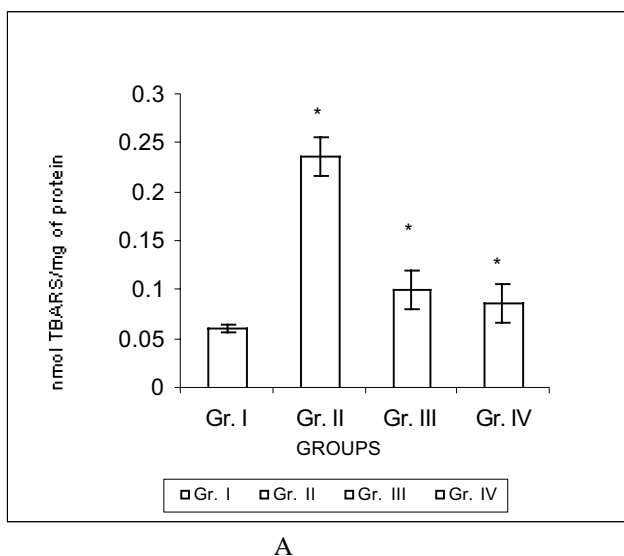 nmol TBARS/mg of protein
0.3
0.25
0.2
0.15
0.1
0.05
0
*
*
*
Gr. I Gr. II Gr. III Gr. IV
GROUPS
Gr. I Gr. II Gr. III Gr. IV
A